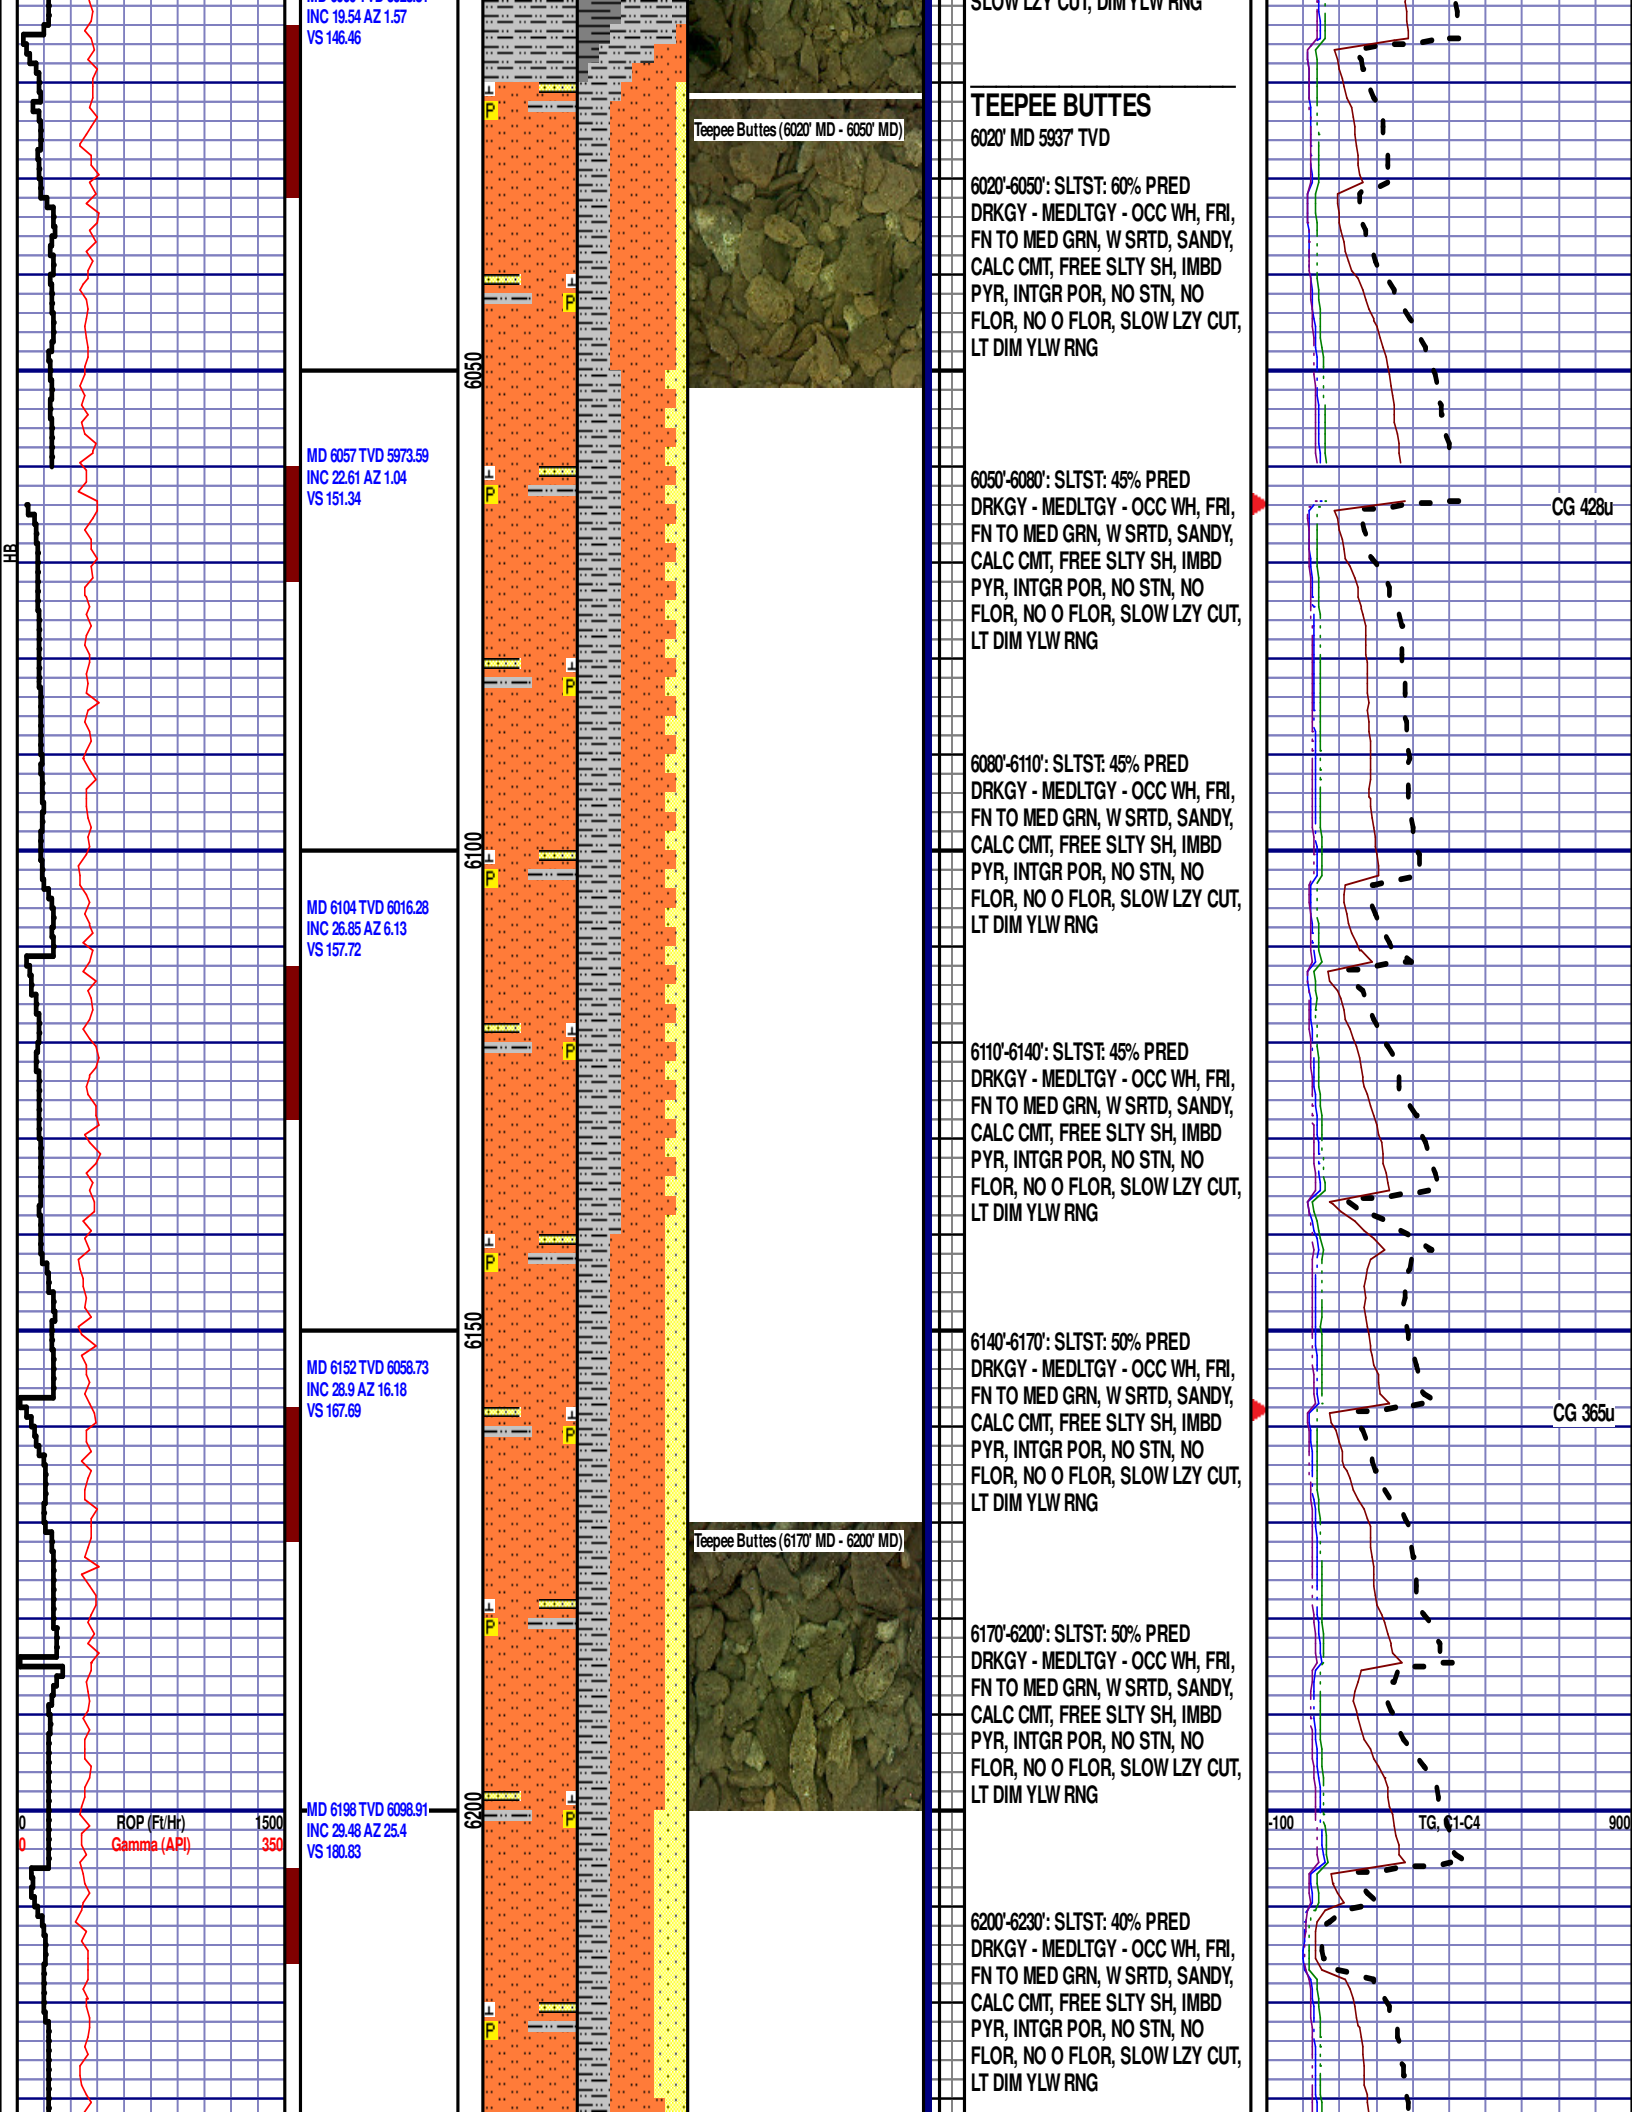 INC 19.54 AZ 1.57
VS 146.46
HB
MD 6057 TVD 5973.59
INC 22.61 AZ 1.04
VS 151.34
MD 6104 TVD 6016.28
INC 26.85 AZ 6.13
VS 157.72
MD 6152 TVD 6058.73
INC 28.9 AZ 16.18
VS 167.69
MD 6198 TVD 6098.91
INC 29.48 AZ 25.4
VS 180.83
0 ROP (Ft/Hr) 1500
0 Gamma (API) 350
6050
6100
6150
6200
P
P
P
P
P
P
P
P
P
P
P
Teepee Buttes (6020' MD - 6050' MD)
Teepee Buttes (6170' MD - 6200' MD)
SLOW LZY CUT, DIM YLW RNG
TEEPEE BUTTES
6020' MD 5937' TVD
6020'-6050': SLTST: 60% PRED
DRKGY - MEDLTGY - OCC WH, FRI,
FN TO MED GRN, W SRTD, SANDY,
CALC CMT, FREE SLTY SH, IMBD
PYR, INTGR POR, NO STN, NO
FLOR, NO O FLOR, SLOW LZY CUT,
LT DIM YLW RNG
6050'-6080': SLTST: 45% PRED
DRKGY - MEDLTGY - OCC WH, FRI,
FN TO MED GRN, W SRTD, SANDY,
CALC CMT, FREE SLTY SH, IMBD
PYR, INTGR POR, NO STN, NO
FLOR, NO O FLOR, SLOW LZY CUT,
LT DIM YLW RNG
6080'-6110': SLTST: 45% PRED
DRKGY - MEDLTGY - OCC WH, FRI,
FN TO MED GRN, W SRTD, SANDY,
CALC CMT, FREE SLTY SH, IMBD
PYR, INTGR POR, NO STN, NO
FLOR, NO O FLOR, SLOW LZY CUT,
LT DIM YLW RNG
6110'-6140': SLTST: 45% PRED
DRKGY - MEDLTGY - OCC WH, FRI,
FN TO MED GRN, W SRTD, SANDY,
CALC CMT, FREE SLTY SH, IMBD
PYR, INTGR POR, NO STN, NO
FLOR, NO O FLOR, SLOW LZY CUT,
LT DIM YLW RNG
6140'-6170': SLTST: 50% PRED
DRKGY - MEDLTGY - OCC WH, FRI,
FN TO MED GRN, W SRTD, SANDY,
CALC CMT, FREE SLTY SH, IMBD
PYR, INTGR POR, NO STN, NO
FLOR, NO O FLOR, SLOW LZY CUT,
LT DIM YLW RNG
6170'-6200': SLTST: 50% PRED
DRKGY - MEDLTGY - OCC WH, FRI,
FN TO MED GRN, W SRTD, SANDY,
CALC CMT, FREE SLTY SH, IMBD
PYR, INTGR POR, NO STN, NO
FLOR, NO O FLOR, SLOW LZY CUT,
LT DIM YLW RNG
6200'-6230': SLTST: 40% PRED
DRKGY - MEDLTGY - OCC WH, FRI,
FN TO MED GRN, W SRTD, SANDY,
CALC CMT, FREE SLTY SH, IMBD
PYR, INTGR POR, NO STN, NO
FLOR, NO O FLOR, SLOW LZY CUT,
LT DIM YLW RNG
CG 428u
CG 365u
-100 TG, C1-C4 900